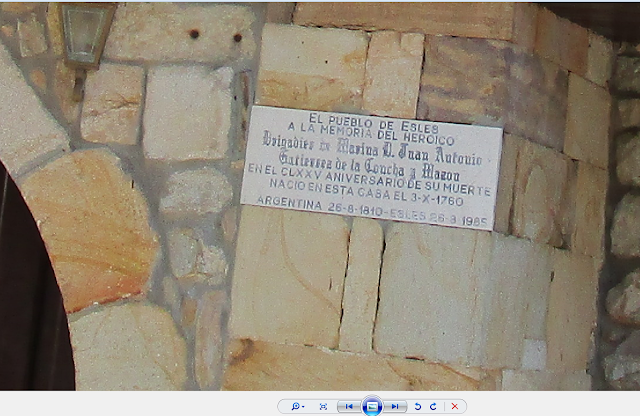 EL PUEBLO DE ESLES
A LA MEMORIA DEL HEROICO
Brigadier de Marina D. Juan Antonio
Gutierrez de la Concha y Mazon
EN EL CLXXV ANIVERSARIO DE SU MUERTE
NACIO EN ESTA CASA EL 3-X-1760
ARGENTINA 26-8-1810-ESLES 26-8-1985